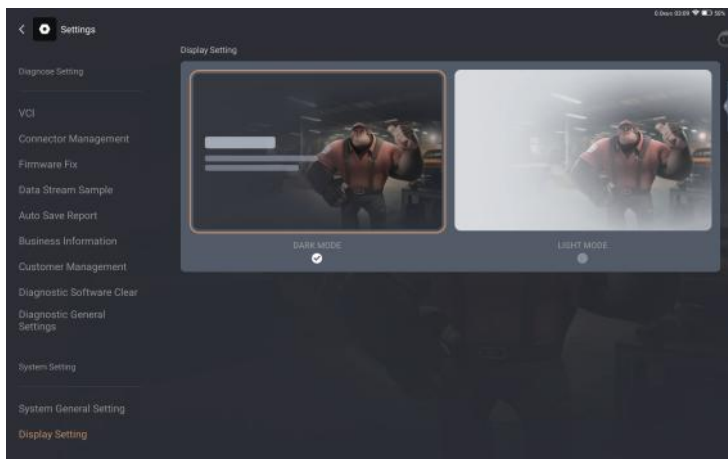 Settings
Display Setting
Diagnose Setting
VCI
Connector Management
Firmware Fix
Data Stream Sample
Auto Save Report
Business Information
Customer Management
Diagnostic Software Clear
Diagnostic General
Settings
System Setting
System General Setting
Display Setting
DARK MODE
LIGHT MODE